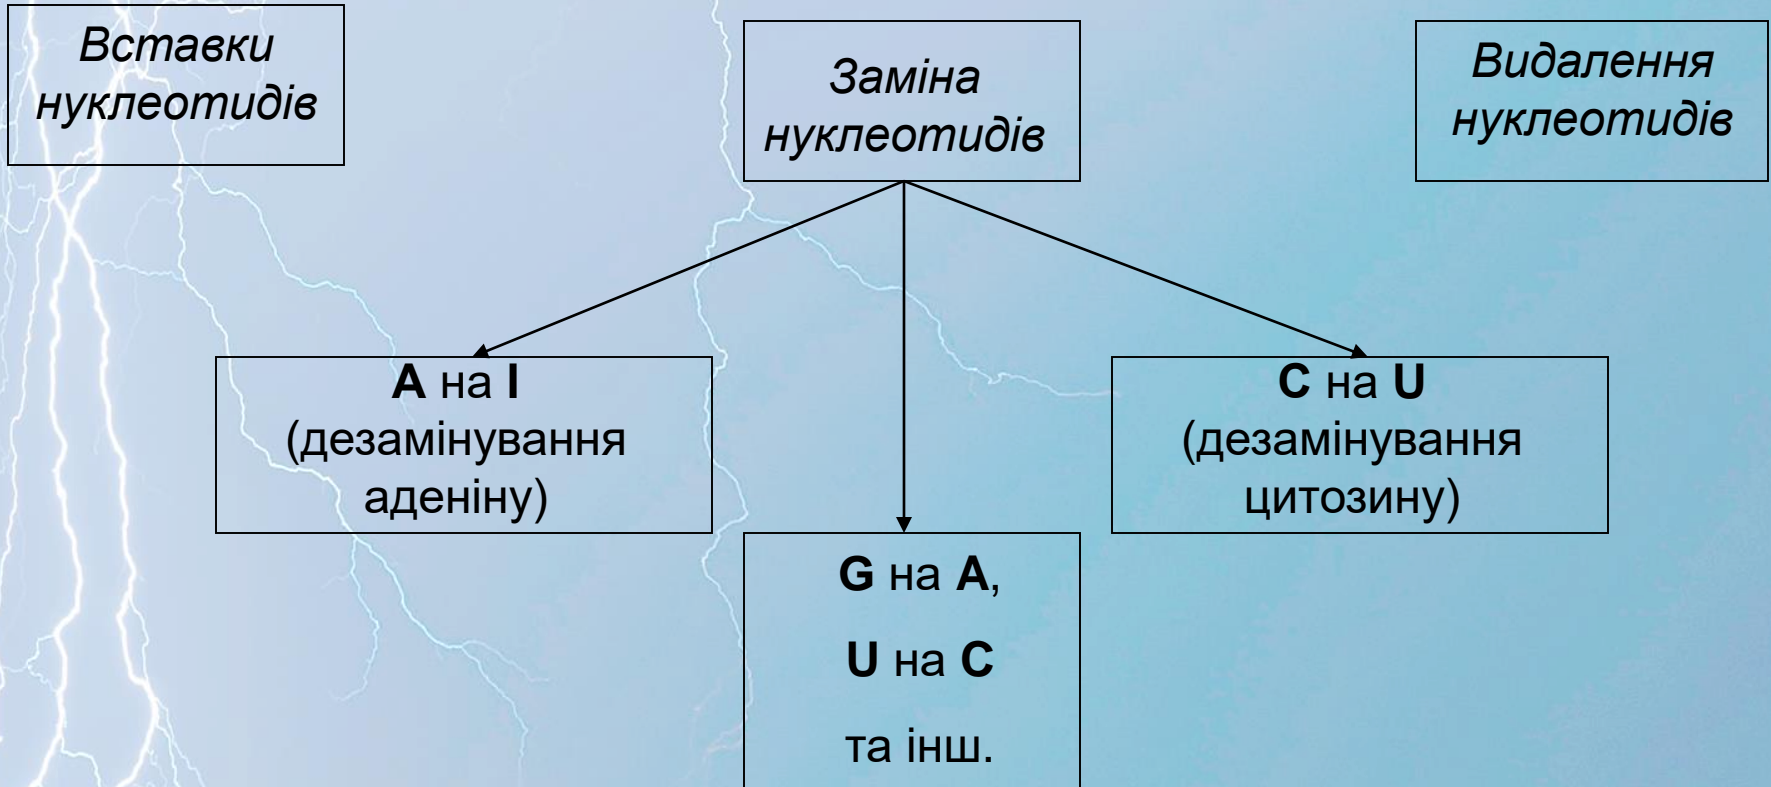 Вставки
нуклеотидів
Заміна
нуклеотидів
Видалення
нуклеотидів
А на І
(дезамінування
аденіну)
С на U
(дезамінування
цитозину)
G на A,
U на C
та інш.